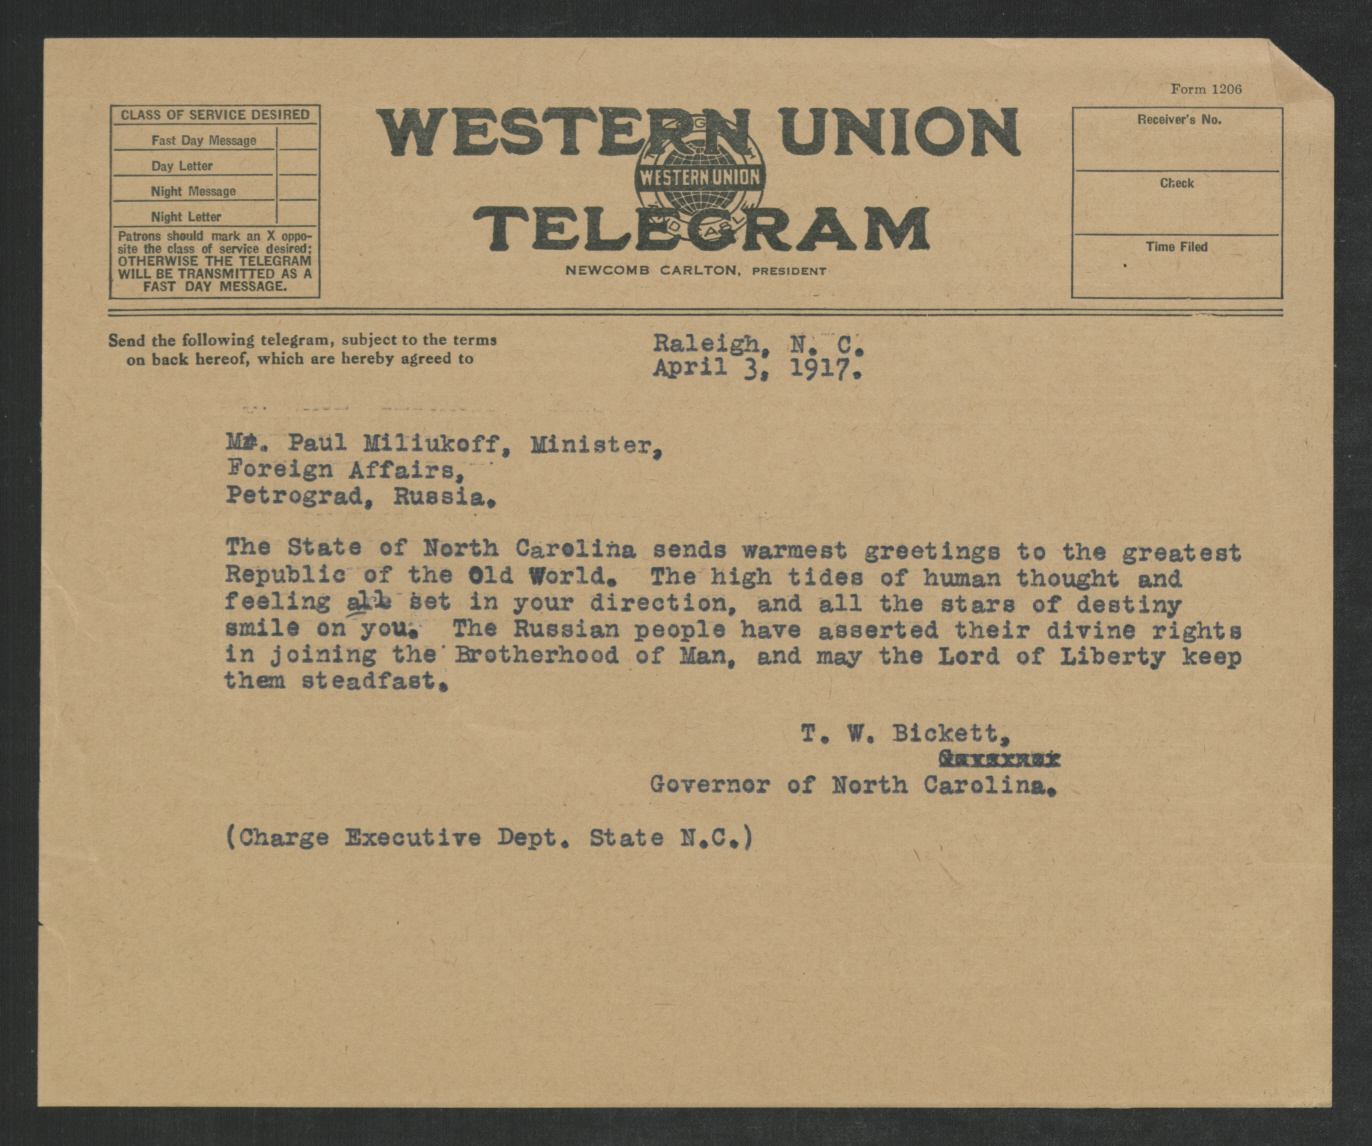 Form 1206
CLASS OF SERVICE DESIRED
Fast Day Message
Day Letter
Night Message
Night Letter
Patrons should mark an X oppo-
site the class of service desired;
OTHERWISE THE TELEGRAM
WILL BE TRANSMITTED AS A
FAST DAY MESSAGE.
WESTERN UNION
WESTERN UNION
TELEGRAM
NEWCOMB CARLTON, PRESIDENT
Receiver's No.
Check
Time Filed
Send the following telegram, subject to the terms
on back hereof, which are hereby agreed to
Raleigh, N. C.
April 3, 1917.
Mr. Paul Miliukoff, Minister,
Foreign Affairs,
Petrograd, Russia.
The State of North Carolina sends warmest greetings to the greatest
Republic of the Old World. The high tides of human thought and
feeling all set in your direction, and all the stars of destiny
smile on you. The Russian people have asserted their divine rights
in joining the Brotherhood of Man, and may the Lord of Liberty keep
them steadfast.
T. W. Bickett,
Governor of North Carolina.
(Charge Executive Dept. State N.C.)